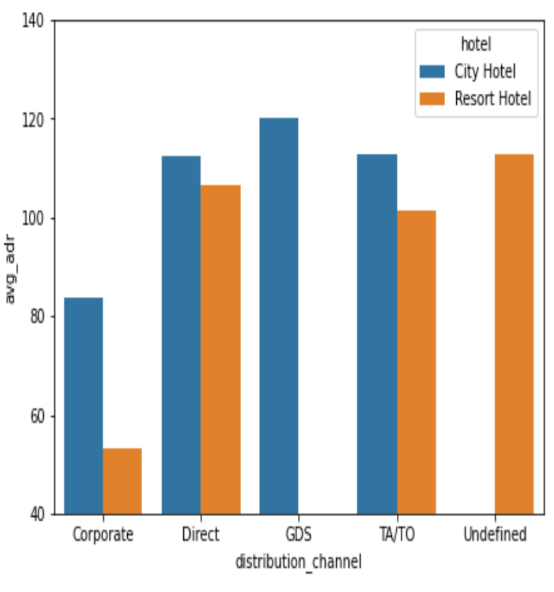 140
120
100
80
60
40
avg_adr
hotel
City Hotel
Resort Hotel
Corporate
Direct
GDS
TA/TO
Undefined
distribution_channel